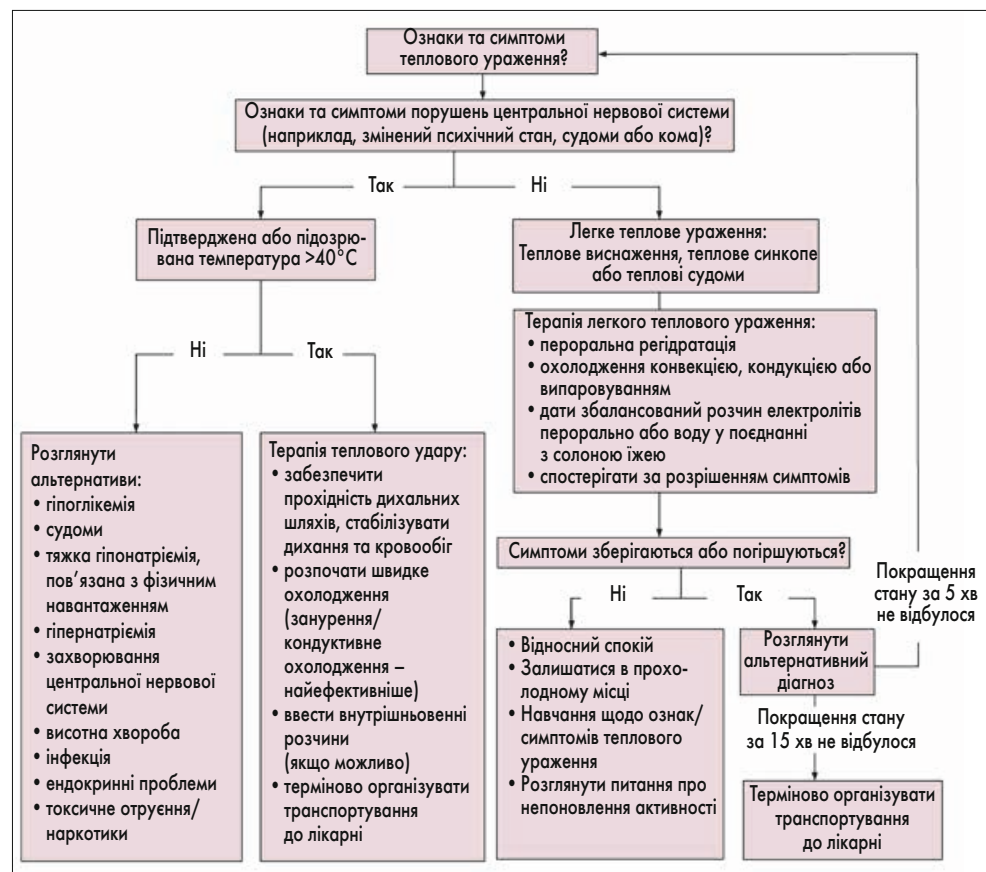 Ознаки та симптоми
теплового ураження?
Ознаки та симптоми порушень центральної нервової системи
(наприклад, змінений психічний стан, судоми або кома)?
Так
Ні
Підтверджена або підозрю-
вана температура >40°C
Легке теплове ураження:
Теплове виснаження, теплове синкопе
або теплові судоми
Терапія легкого теплового ураження:
• пероральна регідратація
• охолодження конвекцією, кондукцією або
випаровуванням
• дати збалансований розчин електролітів
перорально або воду у поєднанні
з солоною їжею
• спостерігати за розрішенням симптомів
Ні
Так
Розглянути
альтернативи:
• гіпоглікемія
• судоми
• тяжка гіпонатріємія,
пов’язана з фізичним
навантаженням
• гіпернатріємія
• захворювання
центральної нервової
системи
• висотна хвороба
• інфекція
• ендокринні проблеми
• токсичне отруєння/
наркотики
Терапія теплового удару:
• забезпечити
прохідність дихальних
шляхів, стабілізувати
дихання та кровообіг
• розпочати швидке
охолодження
(занурення/
кондуктивне
охолодження –
найефективніше)
• ввести внутрішньовенні
розчини
(якщо можливо)
• терміново організувати
транспортування
до лікарні
Симптоми зберігаються або погіршуються?
Ні
Так
• Відносний спокій
• Залишатися в прохо-
лодному місці
• Навчання щодо ознак/
симптомів теплового
ураження
• Розглянути питання про
непоновлення активності
Розглянути
альтернативний
діагноз
Покращення
стану за 5 хв
не відбулося
Покращення стану
за 15 хв не відбулося
Терміново організувати
транспортування
до лікарні